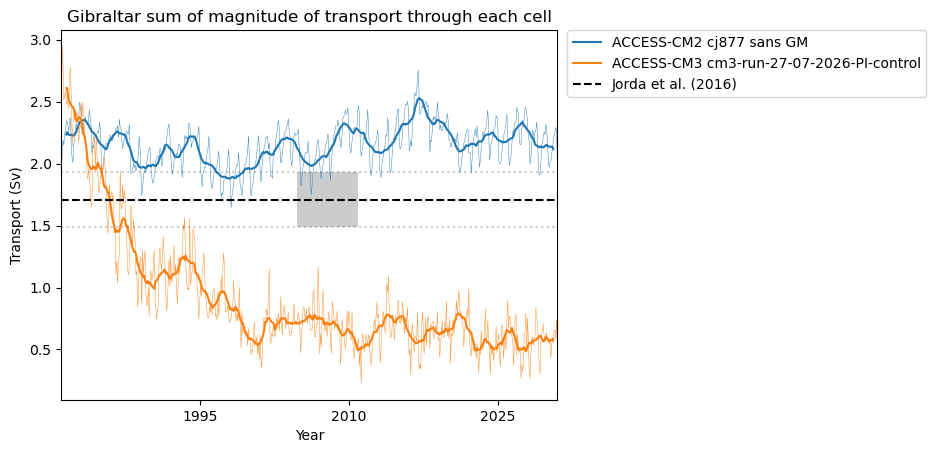 Gibraltar sum of magnitude of transport through each cell
3.0
2.5
2.0
1.5
1.0
0.5
Transport (Sv)
1995
2010
2025
Year
ACCESS-CM2 cj877 sans GM
ACCESS-CM3 cm3-run-27-07-2026-PI-control
Jorda et al. (2016)